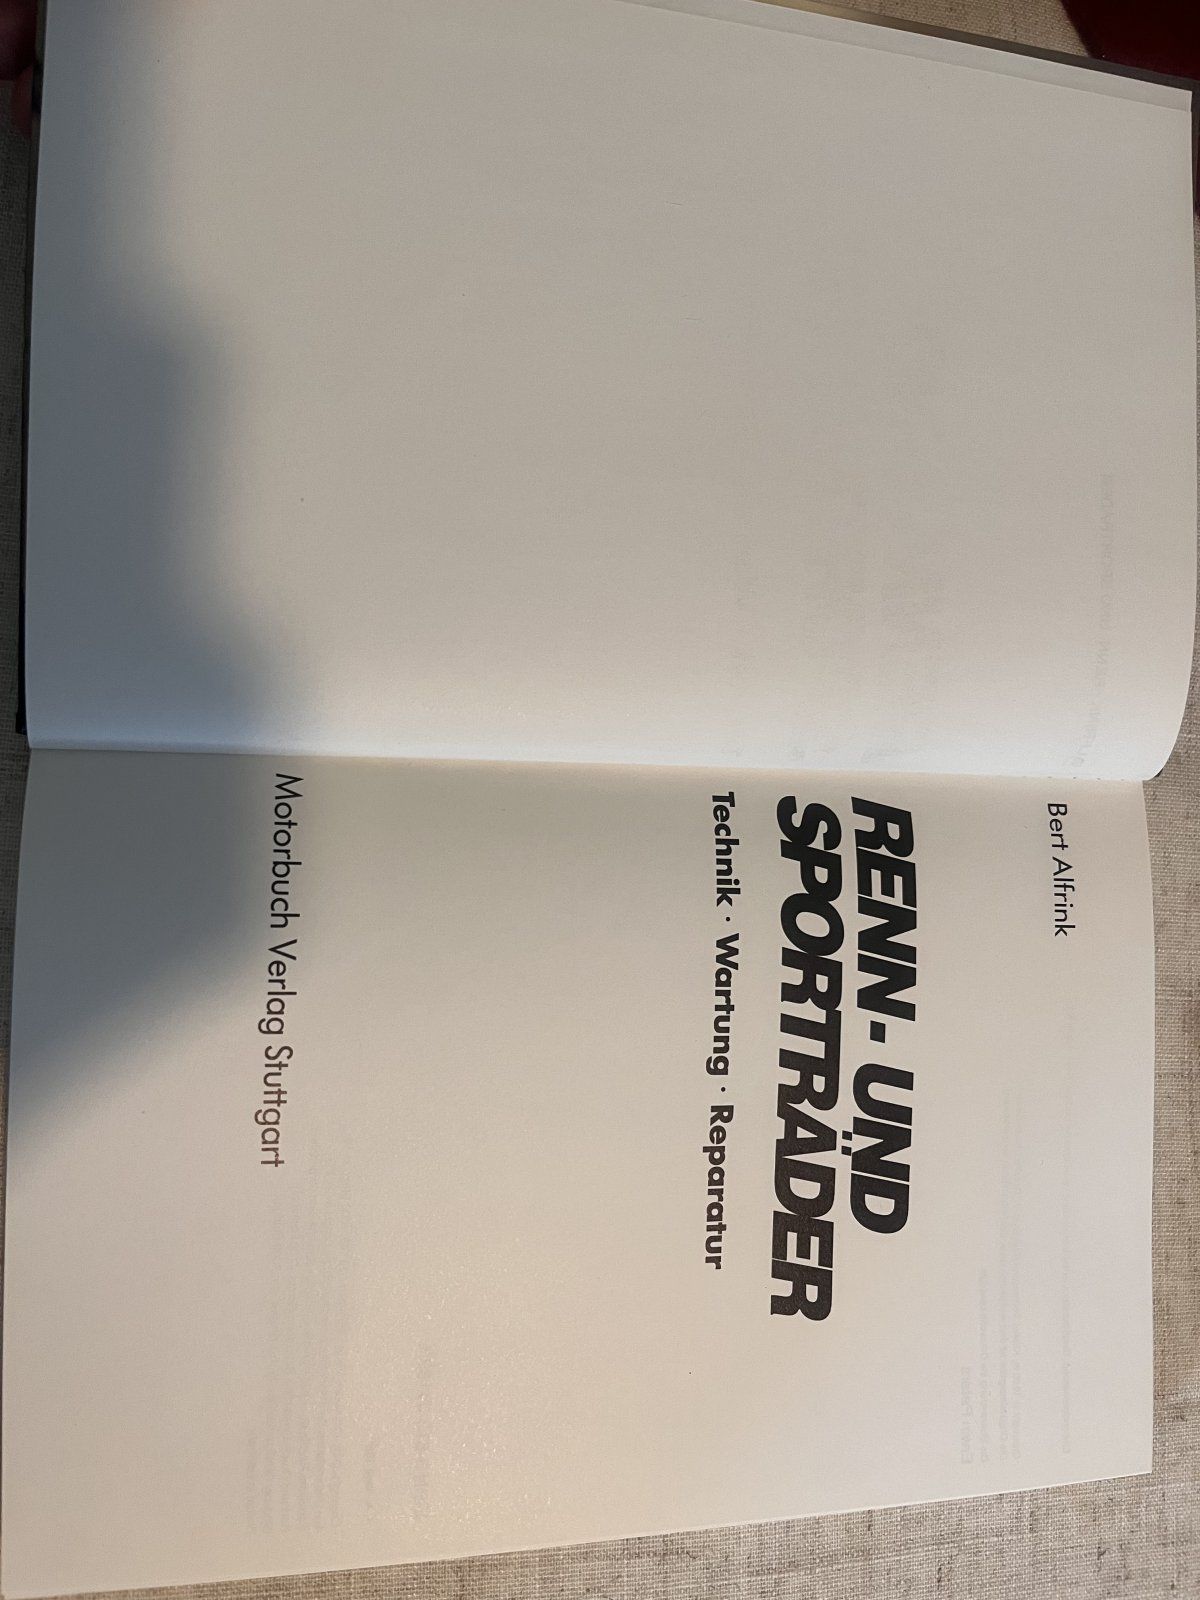 Bert Alfrink
RENN- UND
SPORTRÄDER
Technik · Wartung · Reparatur
Motorbuch Verlag Stuttgart